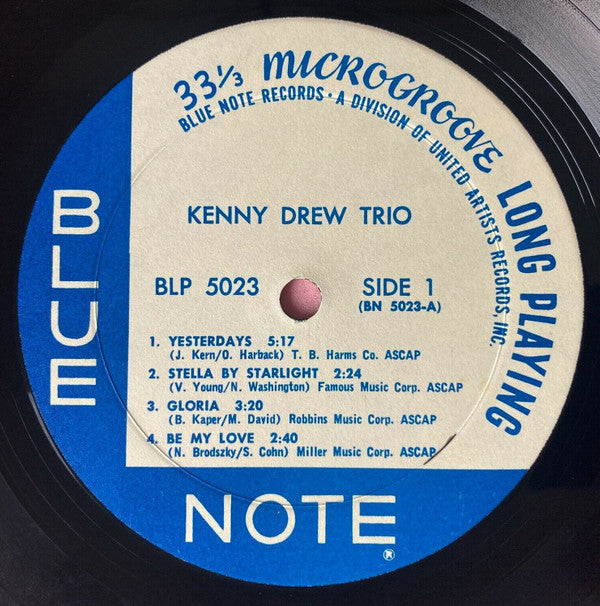 33⅓ MICROGROOVE LONG PLAYING
BLUE NOTE RECORDS • A DIVISION OF UNITED ARTISTS RECORDS, INC.
KENNY DREW TRIO
BLP 5023
SIDE 1
(BN 5023-A)
1. YESTERDAYS 5:17
(J. Kern/O. Harback) T. B. Harms Co. ASCAP
2. STELLA BY STARLIGHT 2:24
(V. Young/N. Washington) Famous Music Corp. ASCAP
3. GLORIA 3:20
(B. Kaper/M. David) Robbins Music Corp. ASCAP
4. BE MY LOVE 2:40
(N. Brodszky/S. Cohn) Miller Music Corp. ASCAP
BLUE
NOTE®